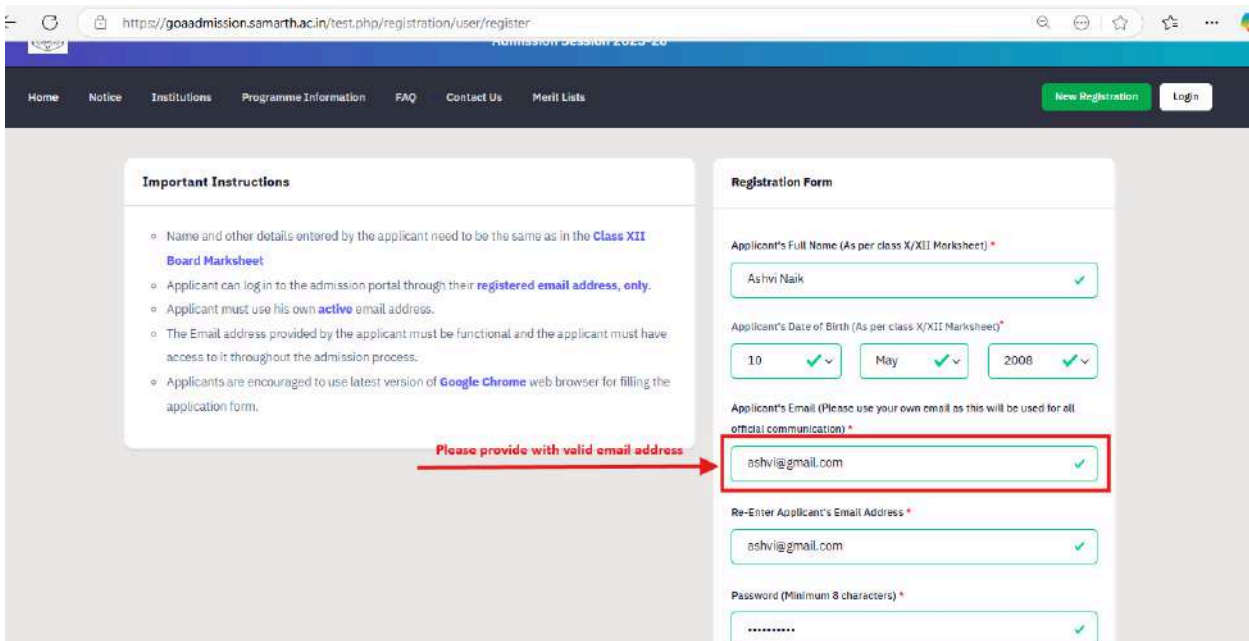 https://goaadmission.samarth.ac.in/test.php/registration/user/register
Admission Session 2025-26
Home Notice Institutions Programme Information FAQ Contact Us Merit Lists New Registration Login
Important Instructions
Name and other details entered by the applicant need to be the same as in the Class XII
Board Marksheet
Applicant can log in to the admission portal through their registered email address, only.
Applicant must use his own active email address.
The Email address provided by the applicant must be functional and the applicant must have
access to it throughout the admission process.
Applicants are encouraged to use latest version of Google Chrome web browser for filling the
application form.
Please provide with valid email address
Registration Form
Applicant's Full Name (As per class X/XII Marksheet) *
Ashvi Naik
Applicant's Date of Birth (As per class X/XII Marksheet)*
10 May 2008
Applicant's Email (Please use your own email as this will be used for all
official communication) *
ashvi@gmail.com
Re-Enter Applicant's Email Address *
ashvi@gmail.com
Password (Minimum 8 characters) *
••••••••••